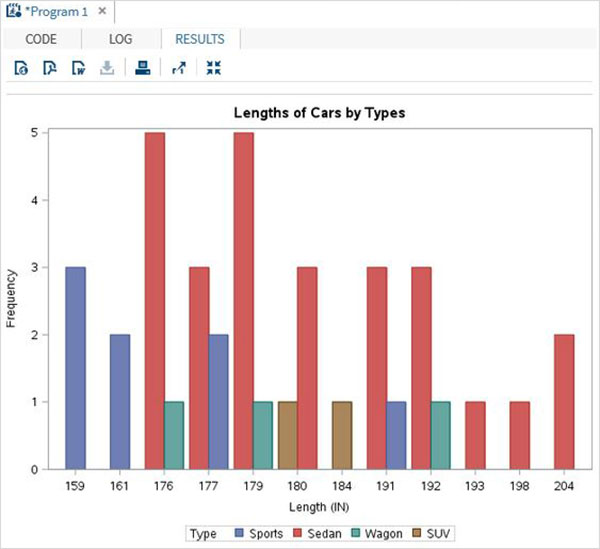 *Program 1
CODE LOG RESULTS
Lengths of Cars by Types
5
4
3
2
1
0
Frequency
159 161 176 177 179 180 184 191 192 193 198 204
Length (IN)
Type Sports Sedan Wagon SUV